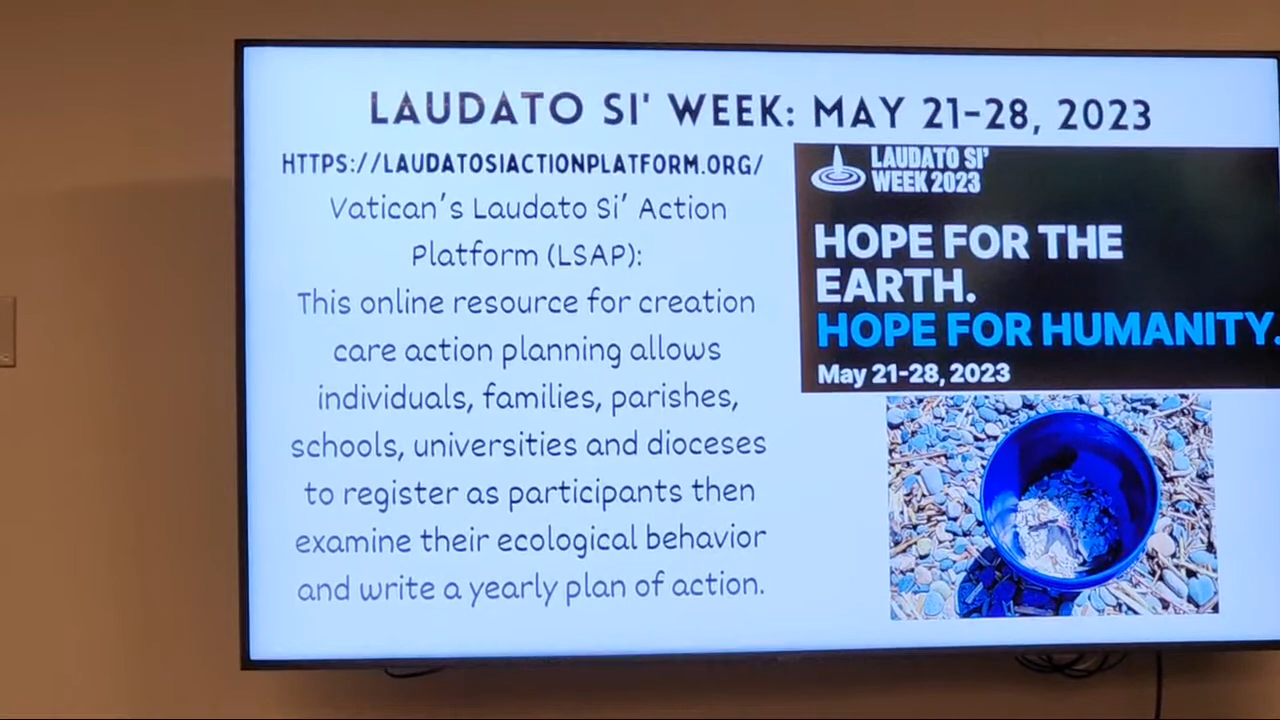 LAUDATO SI' WEEK: MAY 21-28, 2023
HTTPS://LAUDATOSIACTIONPLATFORM.ORG/
Vatican's Laudato Si' Action
Platform (LSAP):
This online resource for creation
care action planning allows
individuals, families, parishes,
schools, universities and dioceses
to register as participants then
examine their ecological behavior
and write a yearly plan of action.
LAUDATO SI'
WEEK 2023
HOPE FOR THE
EARTH.
HOPE FOR HUMANITY.
May 21-28, 2023